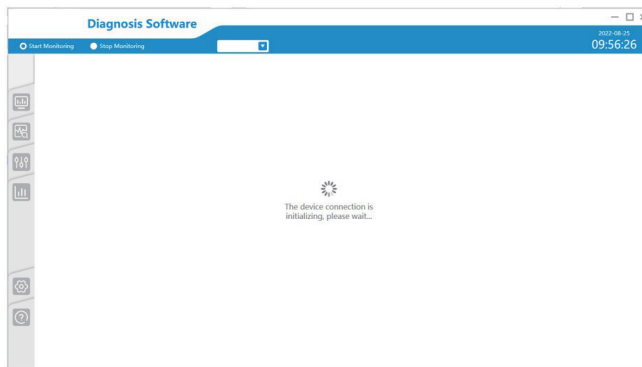 Diagnosis Software
2022-08-25
Start Monitoring Stop Monitoring
09:56:26
The device connection is
initializing, please wait...